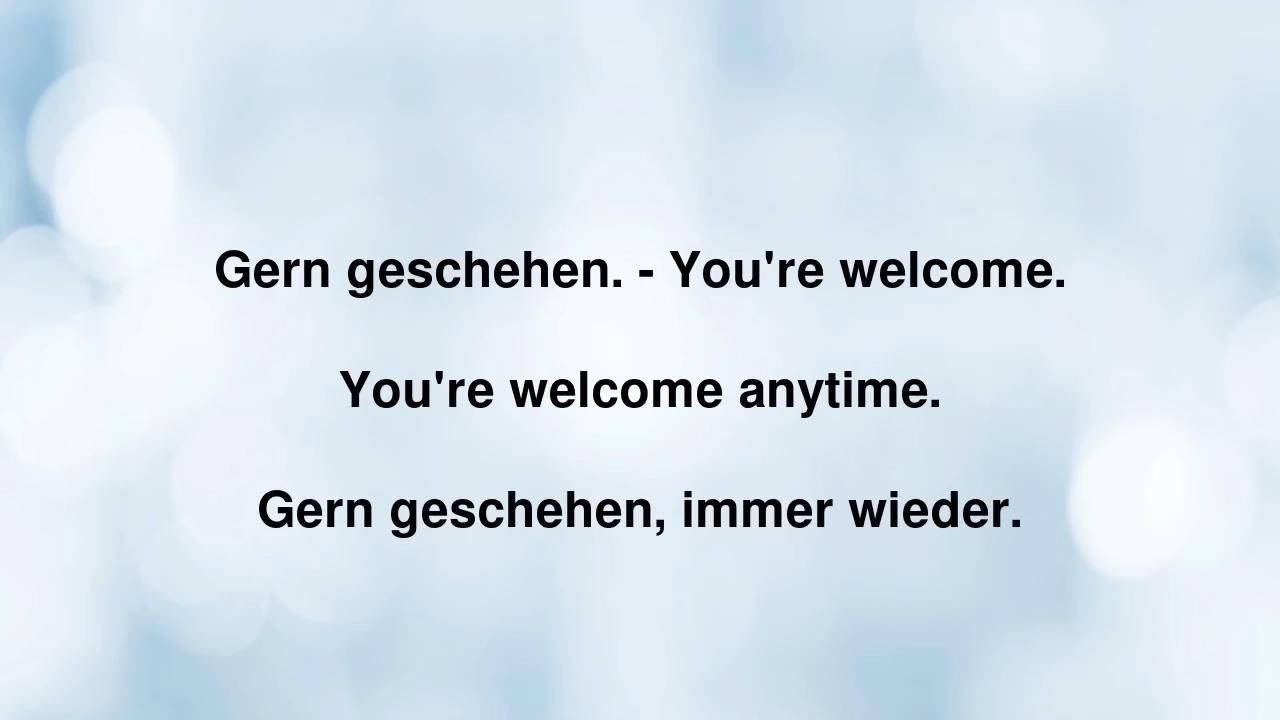 Gern geschehen. - You're welcome.
You're welcome anytime.
Gern geschehen, immer wieder.